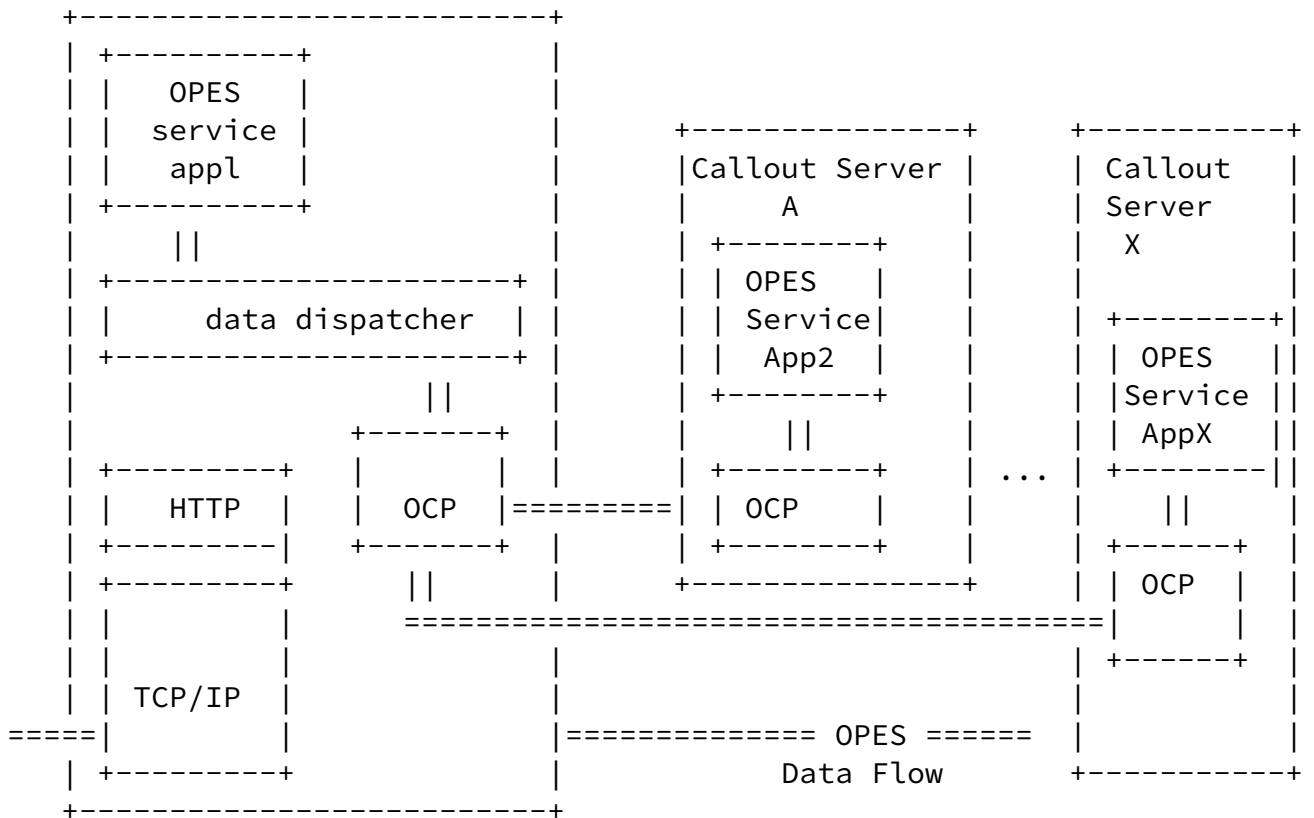 OPES
service
appl
data dispatcher
HTTP
OCP
TCP/IP
Callout Server
A
OPES
Service
App2
OCP
...
Callout
Server
X
OPES
Service
AppX
OCP
OPES
Data Flow